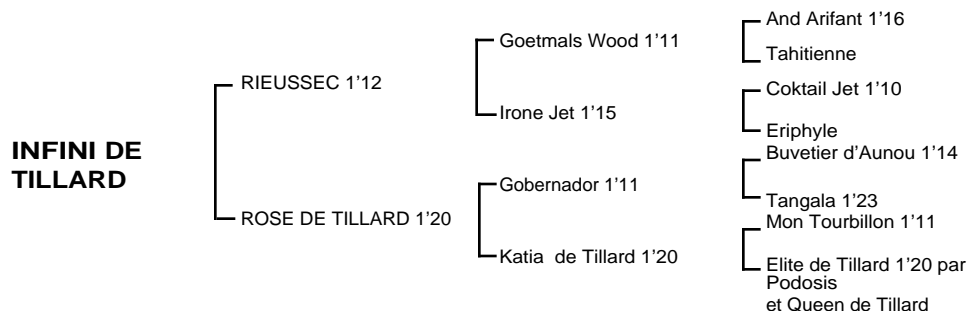 INFINI DE
TILLARD
RIEUSSEC 1’12
ROSE DE TILLARD 1’20
Goetmals Wood 1’11
Irone Jet 1’15
Gobernador 1’11
Katia de Tillard 1’20
And Arifant 1’16
Tahitienne
Coktail Jet 1’10
Eriphyle
Buvetier d’Aunou 1’14
Tangala 1’23
Mon Tourbillon 1’11
Elite de Tillard 1’20 par
Podosis
et Queen de Tillard